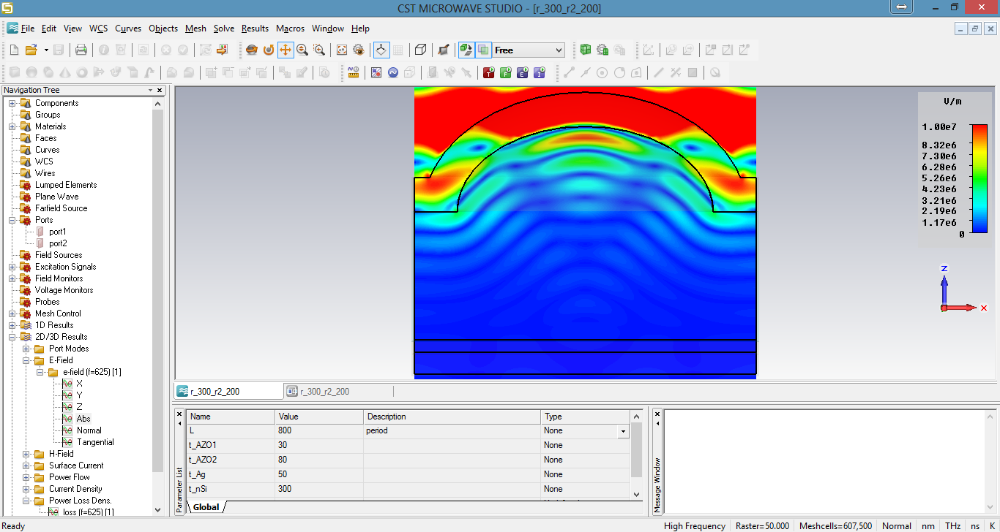 CST MICROWAVE STUDIO - [r_300_r2_200]
File Edit View WCS Curves Objects Mesh Solve Results Macros Window Help
Free
T F E I
Navigation Tree
Components
Groups
Materials
Faces
Curves
WCS
Wires
Lumped Elements
Plane Wave
Farfield Source
Ports
port1
port2
Field Sources
Excitation Signals
Field Monitors
Voltage Monitors
Probes
Mesh Control
1D Results
2D/3D Results
Port Modes
E-Field
e-field (f=625) [1]
X
Y
Z
Abs
Normal
Tangential
H-Field
Surface Current
Power Flow
Current Density
Power Loss Dens.
loss (f=625) [1]
V/m
1.00e7
8.32e6
7.30e6
6.28e6
5.26e6
4.23e6
3.21e6
2.19e6
1.17e6
0
Z
X
r_300_r2_200 r_300_r2_200
Parameter List
Name Value Description Type
L 800 period None
t_AZO1 30 None
t_AZO2 80 None
t_Ag 50 None
t_nSi 300 None
Global
Message Window
Ready High Frequency Raster=50.000 Meshcells=607,500 Normal nm THz ns K